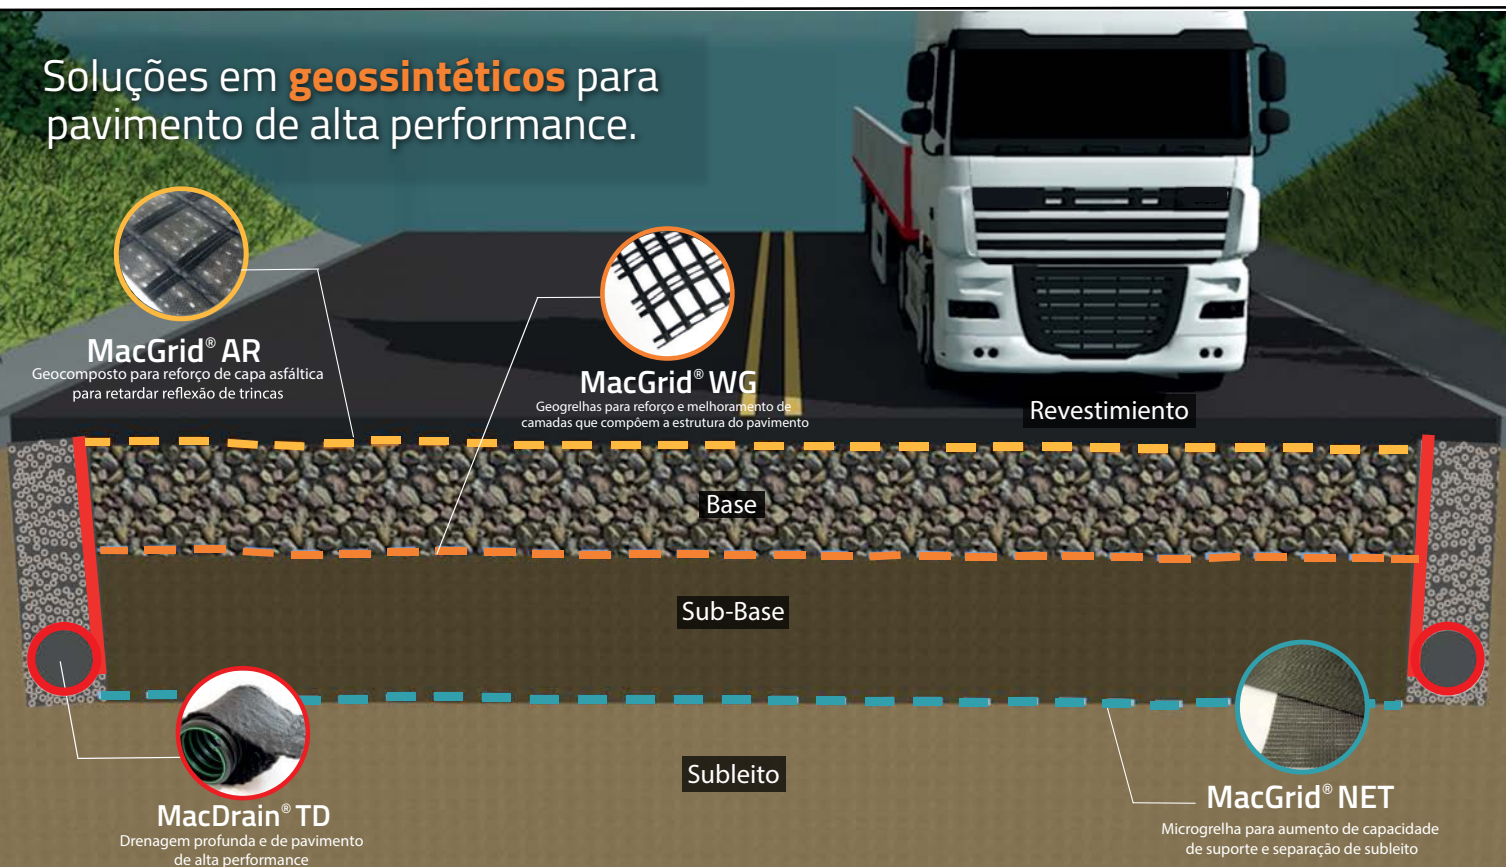 Soluções em geossintéticos para
pavimento de alta performance.
MacGrid® AR
Geocomposto para reforço de capa asfáltica
para retardar reflexão de trincas
MacGrid® WG
Geogrelhas para reforço e melhoramento de
camadas que compôem a estrutura do pavimento
Revestimiento
Base
Sub-Base
Subleito
MacDrain® TD
Drenagem profunda e de pavimento
de alta performance
MacGrid® NET
Microgrelha para aumento de capacidade
de suporte e separação de subleito